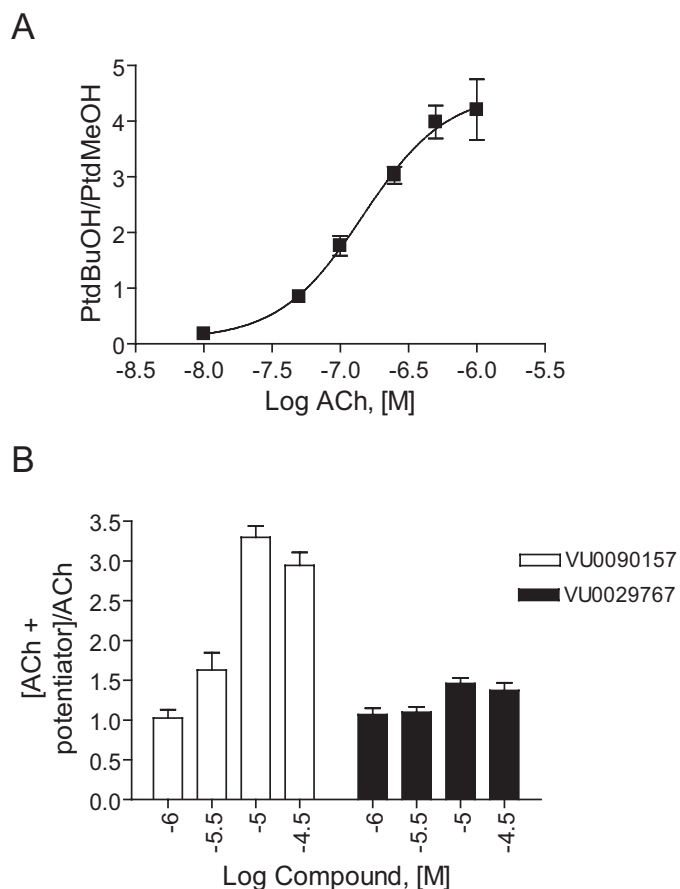 A
PtdBuOH/PtdMeOH
5
4
3
2
1
0
-8.5 -8.0 -7.5 -7.0 -6.5 -6.0 -5.5
Log ACh, [M]
B
[ACh +
potentiator]/ACh
3.5
3.0
2.5
2.0
1.5
1.0
0.5
0.0
-6 -5.5 -5 -4.5 -6 -5.5 -5 -4.5
Log Compound, [M]
VU0090157
VU0029767